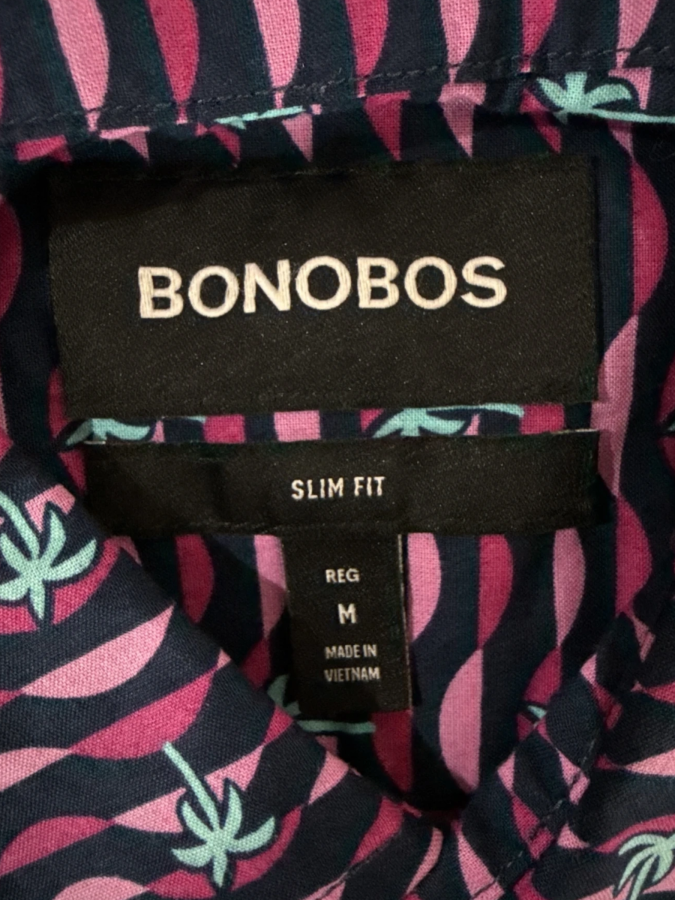 BONOBOS
SLIM FIT
REG
M
MADE IN
VIETNAM